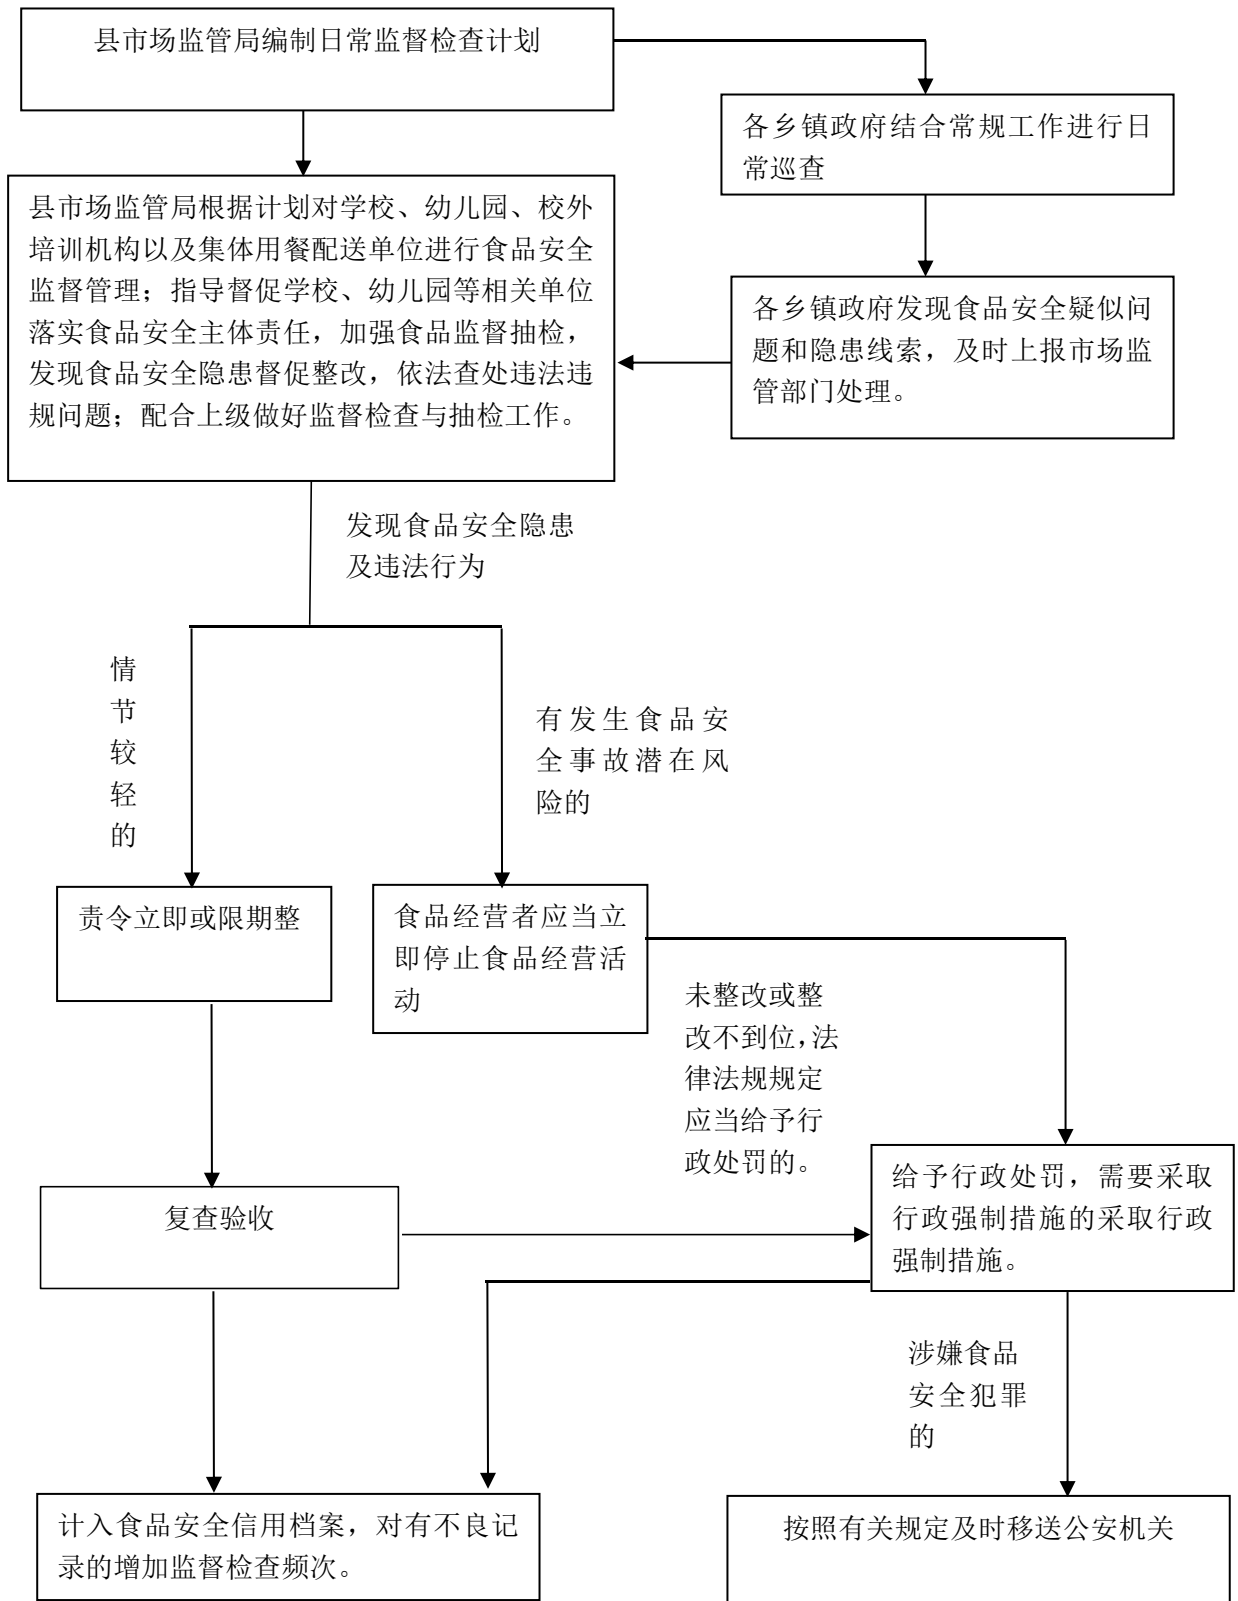 县市场监管局编制日常监督检查计划
各乡镇政府结合常规工作进行日
常巡查
县市场监管局根据计划对学校、幼儿园、校外
培训机构以及集体用餐配送单位进行食品安全
监督管理；指导督促学校、幼儿园等相关单位
落实食品安全主体责任，加强食品监督抽检，
发现食品安全隐患督促整改，依法查处违法违
规问题；配合上级做好监督检查与抽检工作。
各乡镇政府发现食品安全疑似问
题和隐患线索，及时上报市场监
管部门处理。
发现食品安全隐患
及违法行为
情
节
较
轻
的
有发生食品安
全事故潜在风
险的
责令立即或限期整
食品经营者应当立
即停止食品经营活
动
未整改或整
改不到位，法
律法规规定
应当给予行
政处罚的。
复查验收
给予行政处罚，需要采取
行政强制措施的采取行政
强制措施。
涉嫌食品
安全犯罪
的
计入食品安全信用档案，对有不良记
录的增加监督检查频次。
按照有关规定及时移送公安机关